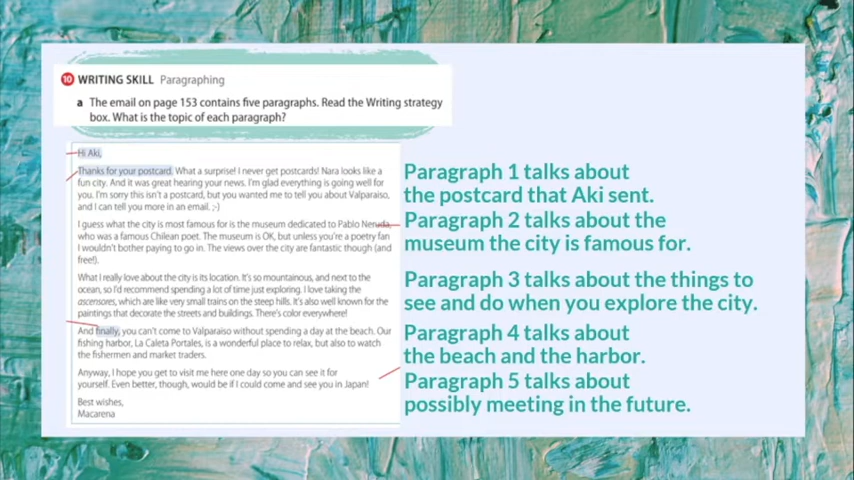 10 WRITING SKILL Paragraphing
a The email on page 153 contains five paragraphs. Read the Writing strategy
box. What is the topic of each paragraph?
Hi Aki,
Thanks for your postcard. What a surprise! I never get postcards! Nara looks like a
fun city. And it was great hearing your news. I'm glad everything is going well for
you. I'm sorry this isn't a postcard, but you wanted me to tell you about Valparaiso,
and I can tell you more in an email. ;-)
I guess what the city is most famous for is the museum dedicated to Pablo Neruda,
who was a famous Chilean poet. The museum is OK, but unless you're a poetry fan
I wouldn't bother paying to go in. The views over the city are fantastic though (and
free!).
What I really love about the city is its location. It's so mountainous, and next to the
ocean, so I'd recommend spending a lot of time just exploring. I love taking the
ascensores, which are like very small trains on the steep hills. It's also well known for the
paintings that decorate the streets and buildings. There's color everywhere!
And finally, you can't come to Valparaiso without spending a day at the beach. Our
fishing harbor, La Caleta Portales, is a wonderful place to relax, but also to watch
the fishermen and market traders.
Anyway, I hope you get to visit me here one day so you can see it for
yourself. Even better, though, would be if I could come and see you in Japan!
Best wishes,
Macarena
Paragraph 1 talks about
the postcard that Aki sent.
Paragraph 2 talks about the
museum the city is famous for.
Paragraph 3 talks about the things to
see and do when you explore the city.
Paragraph 4 talks about
the beach and the harbor.
Paragraph 5 talks about
possibly meeting in the future.